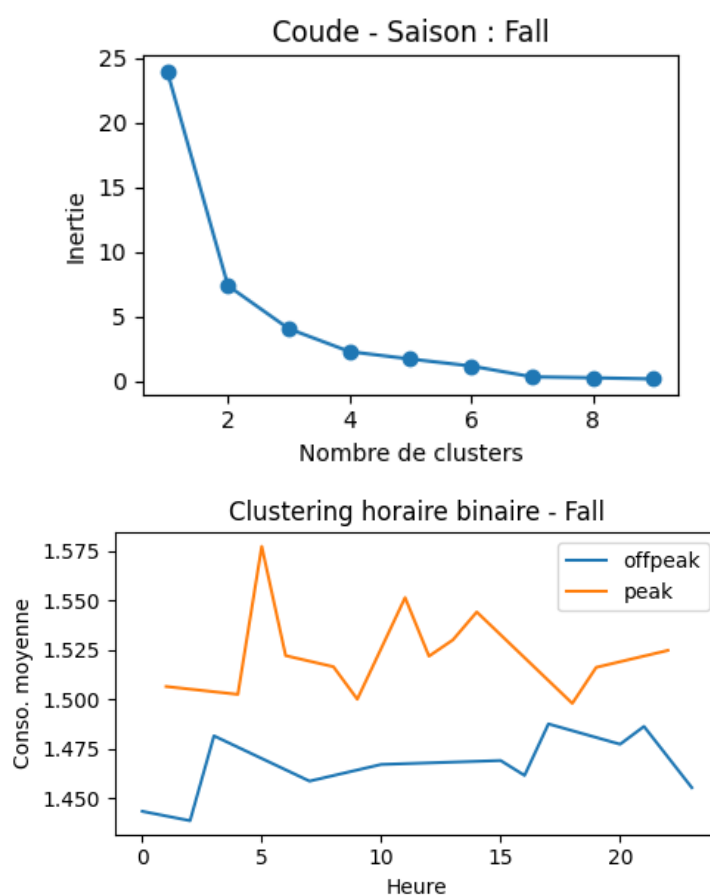 Coude - Saison : Fall
25
20
15
10
5
0
Inertie
2 4 6 8
Nombre de clusters
Clustering horaire binaire - Fall
offpeak
peak
1.575
1.550
1.525
1.500
1.475
1.450
Conso. moyenne
0 5 10 15 20
Heure